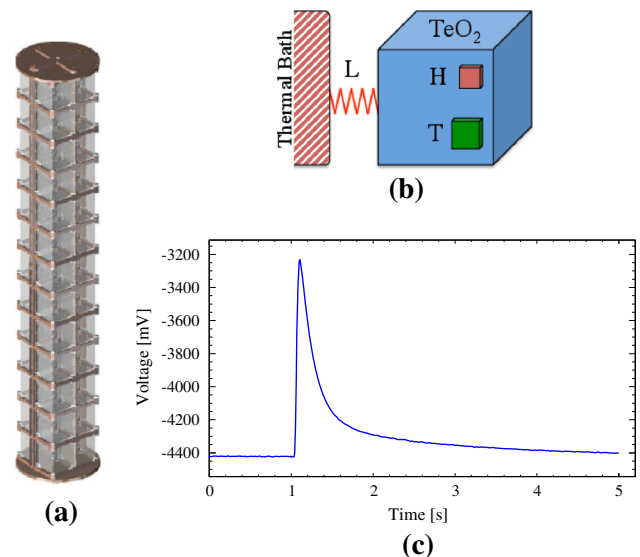 (a)
Thermal Bath
L
TeO₂
H
T
(b)
Voltage [mV]
-3200
-3400
-3600
-3800
-4000
-4200
-4400
0 1 2 3 4 5
Time [s]
(c)